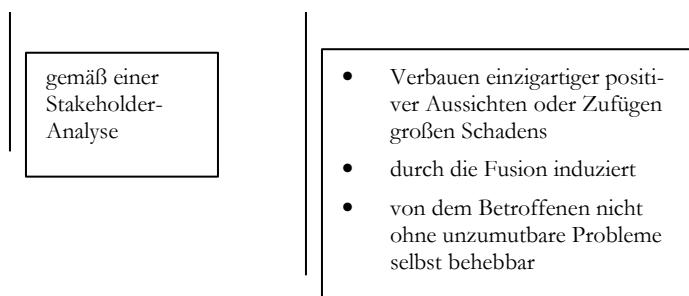 gemäß einer
Stakeholder-
Analyse
• Verbauen einzigartiger positi-
ver Aussichten oder Zufügen
großen Schadens
• durch die Fusion induziert
• von dem Betroffenen nicht
ohne unzumutbare Probleme
selbst behebbar